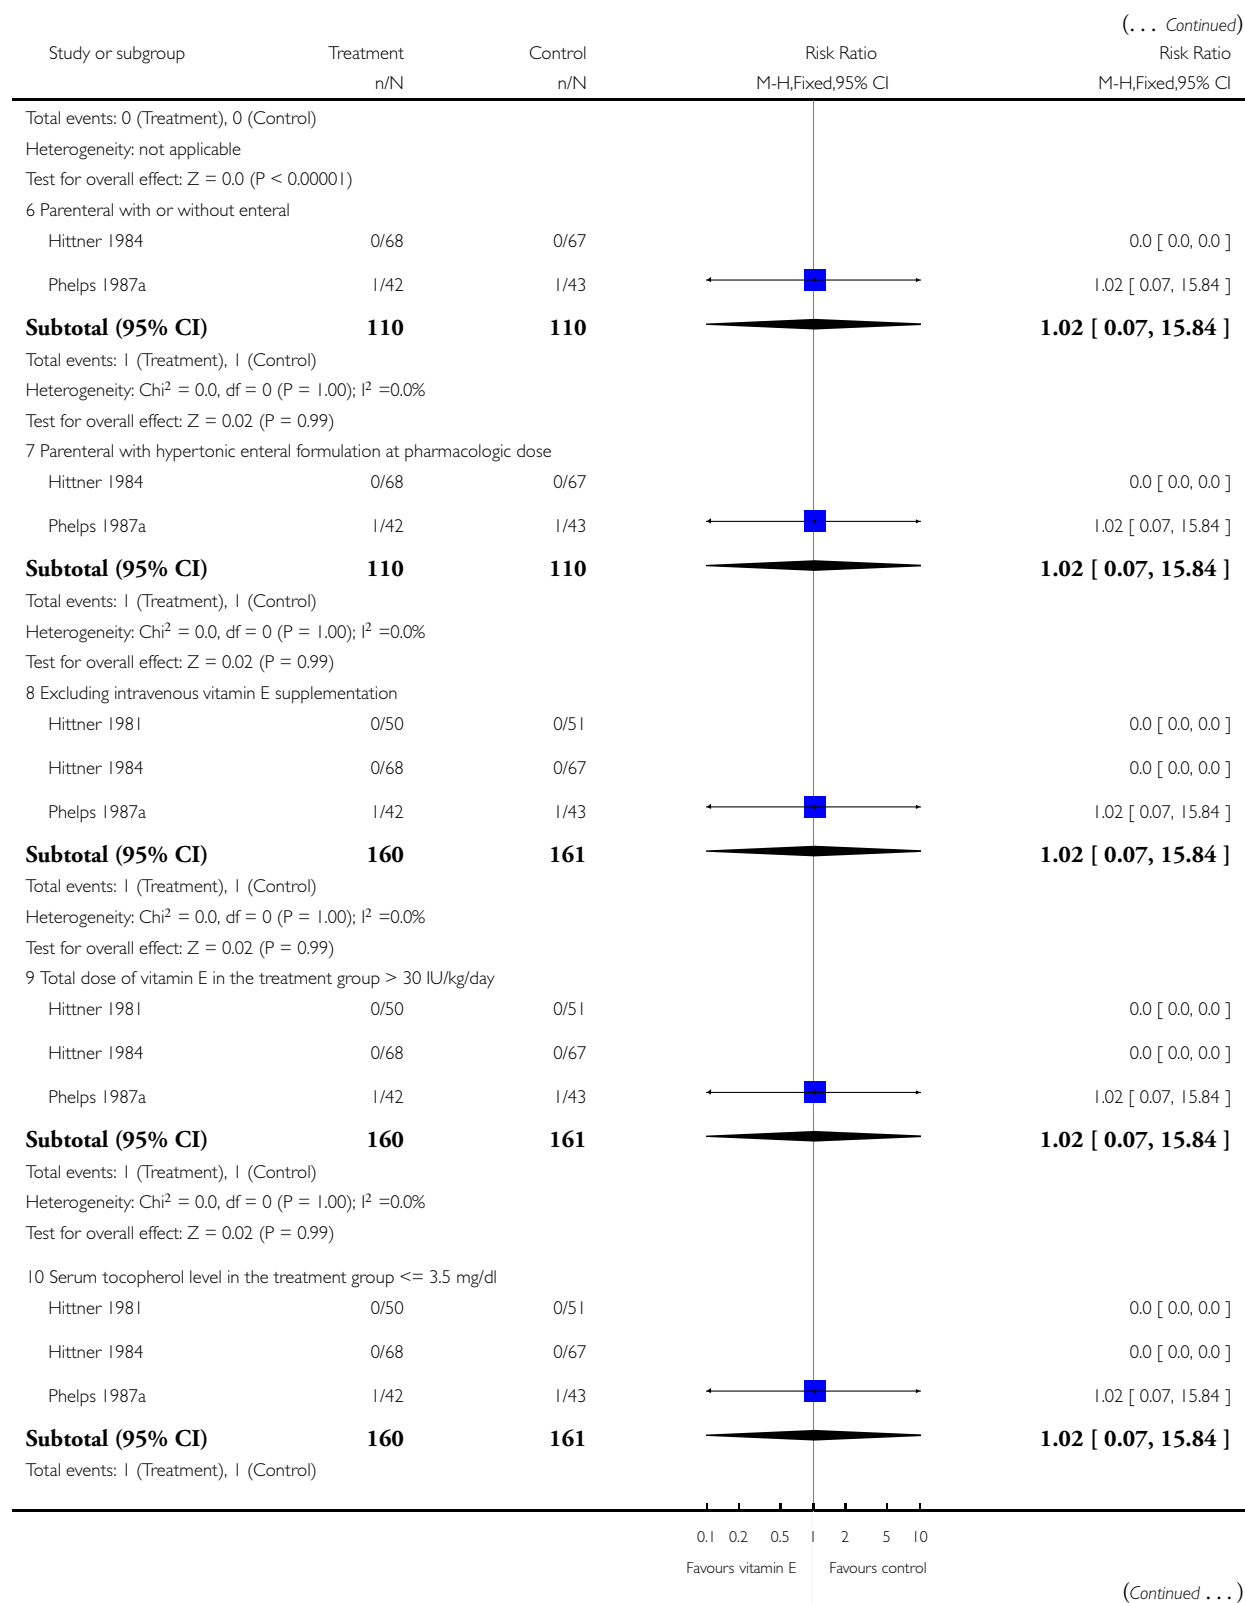 (... Continued)
Study or subgroup Treatment Control Risk Ratio Risk Ratio
n/N n/N M-H,Fixed,95% CI M-H,Fixed,95% CI
Total events: 0 (Treatment), 0 (Control)
Heterogeneity: not applicable
Test for overall effect: Z = 0.0 (P < 0.00001)
6 Parenteral with or without enteral
Hittner 1984 0/68 0/67 0.0 [ 0.0, 0.0 ]
Phelps 1987a 1/42 1/43 1.02 [ 0.07, 15.84 ]
Subtotal (95% CI) 110 110 1.02 [ 0.07, 15.84 ]
Total events: 1 (Treatment), 1 (Control)
Heterogeneity: Chi² = 0.0, df = 0 (P = 1.00); I² =0.0%
Test for overall effect: Z = 0.02 (P = 0.99)
7 Parenteral with hypertonic enteral formulation at pharmacologic dose
Hittner 1984 0/68 0/67 0.0 [ 0.0, 0.0 ]
Phelps 1987a 1/42 1/43 1.02 [ 0.07, 15.84 ]
Subtotal (95% CI) 110 110 1.02 [ 0.07, 15.84 ]
Total events: 1 (Treatment), 1 (Control)
Heterogeneity: Chi² = 0.0, df = 0 (P = 1.00); I² =0.0%
Test for overall effect: Z = 0.02 (P = 0.99)
8 Excluding intravenous vitamin E supplementation
Hittner 1981 0/50 0/51 0.0 [ 0.0, 0.0 ]
Hittner 1984 0/68 0/67 0.0 [ 0.0, 0.0 ]
Phelps 1987a 1/42 1/43 1.02 [ 0.07, 15.84 ]
Subtotal (95% CI) 160 161 1.02 [ 0.07, 15.84 ]
Total events: 1 (Treatment), 1 (Control)
Heterogeneity: Chi² = 0.0, df = 0 (P = 1.00); I² =0.0%
Test for overall effect: Z = 0.02 (P = 0.99)
9 Total dose of vitamin E in the treatment group > 30 IU/kg/day
Hittner 1981 0/50 0/51 0.0 [ 0.0, 0.0 ]
Hittner 1984 0/68 0/67 0.0 [ 0.0, 0.0 ]
Phelps 1987a 1/42 1/43 1.02 [ 0.07, 15.84 ]
Subtotal (95% CI) 160 161 1.02 [ 0.07, 15.84 ]
Total events: 1 (Treatment), 1 (Control)
Heterogeneity: Chi² = 0.0, df = 0 (P = 1.00); I² =0.0%
Test for overall effect: Z = 0.02 (P = 0.99)
10 Serum tocopherol level in the treatment group <= 3.5 mg/dl
Hittner 1981 0/50 0/51 0.0 [ 0.0, 0.0 ]
Hittner 1984 0/68 0/67 0.0 [ 0.0, 0.0 ]
Phelps 1987a 1/42 1/43 1.02 [ 0.07, 15.84 ]
Subtotal (95% CI) 160 161 1.02 [ 0.07, 15.84 ]
Total events: 1 (Treatment), 1 (Control)
0.1 0.2 0.5 1 2 5 10
Favours vitamin E Favours control
(Continued ...)